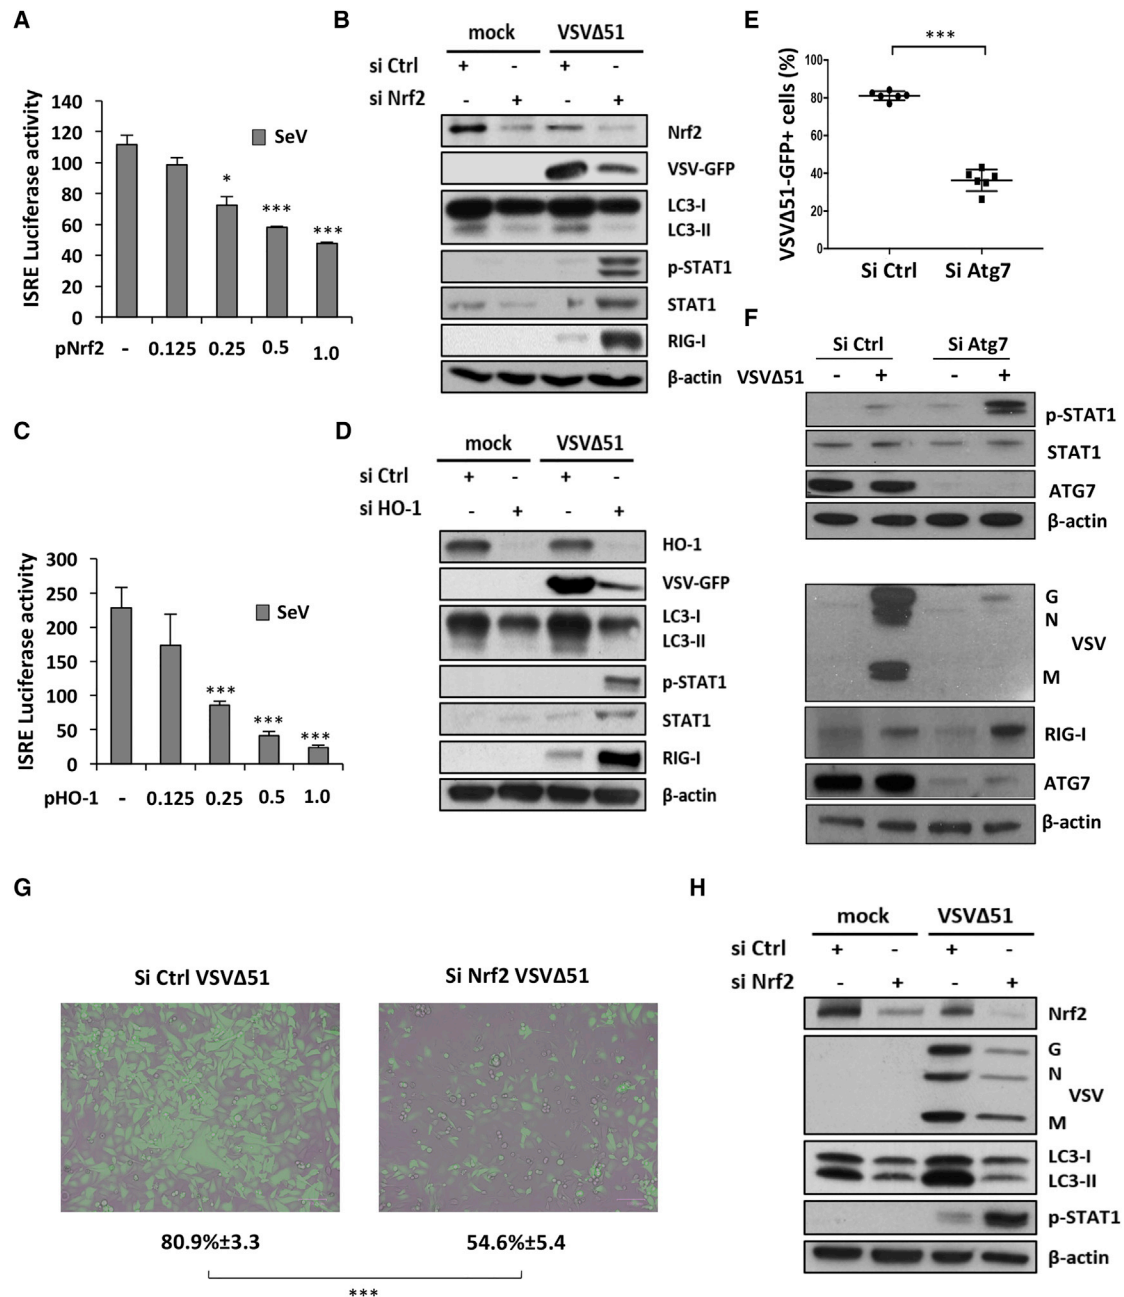 A
ISRE Luciferase activity
140
120
100
80
60
40
20
0
SeV
*
***
***
pNrf2 - 0.125 0.25 0.5 1.0
B
mock VSVΔ51
si Ctrl + - + -
si Nrf2 - + - +
Nrf2
VSV-GFP
LC3-I
LC3-II
p-STAT1
STAT1
RIG-I
β-actin
C
ISRE Luciferase activity
300
250
200
150
100
50
0
SeV
***
***
***
pHO-1 - 0.125 0.25 0.5 1.0
D
mock VSVΔ51
si Ctrl + - + -
si HO-1 - + - +
HO-1
VSV-GFP
LC3-I
LC3-II
p-STAT1
STAT1
RIG-I
β-actin
E
VSVΔ51-GFP+ cells (%)
***
100
80
60
40
20
0
Si Ctrl Si Atg7
F
Si Ctrl Si Atg7
VSVΔ51 - + - +
p-STAT1
STAT1
ATG7
β-actin
G
N
VSV
M
RIG-I
ATG7
β-actin
G
Si Ctrl VSVΔ51 Si Nrf2 VSVΔ51
80.9%±3.3 54.6%±5.4
***
H
mock VSVΔ51
si Ctrl + - + -
si Nrf2 - + - +
Nrf2
G
N
VSV
M
LC3-I
LC3-II
p-STAT1
β-actin